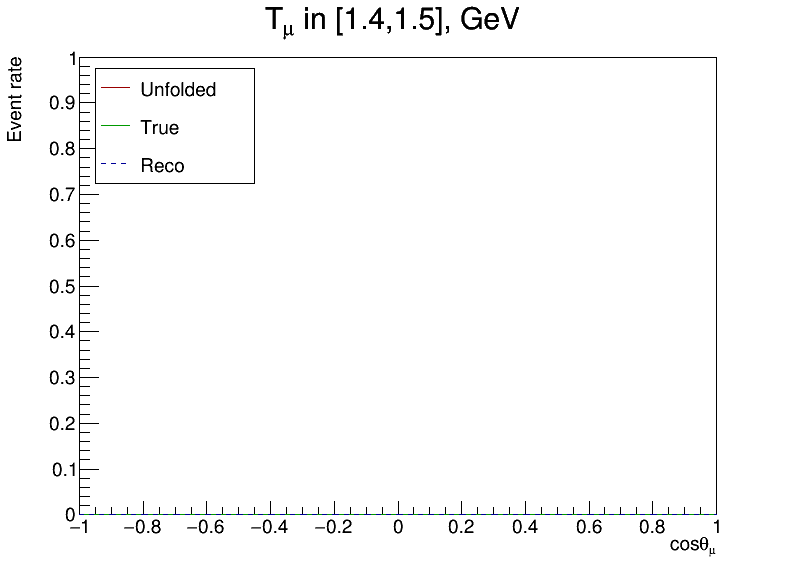 T_μ in [1.4,1.5], GeV
Event rate
Unfolded
True
Reco
1
0.9
0.8
0.7
0.6
0.5
0.4
0.3
0.2
0.1
0
−1 −0.8 −0.6 −0.4 −0.2 0 0.2 0.4 0.6 0.8 1
cosθ_μ